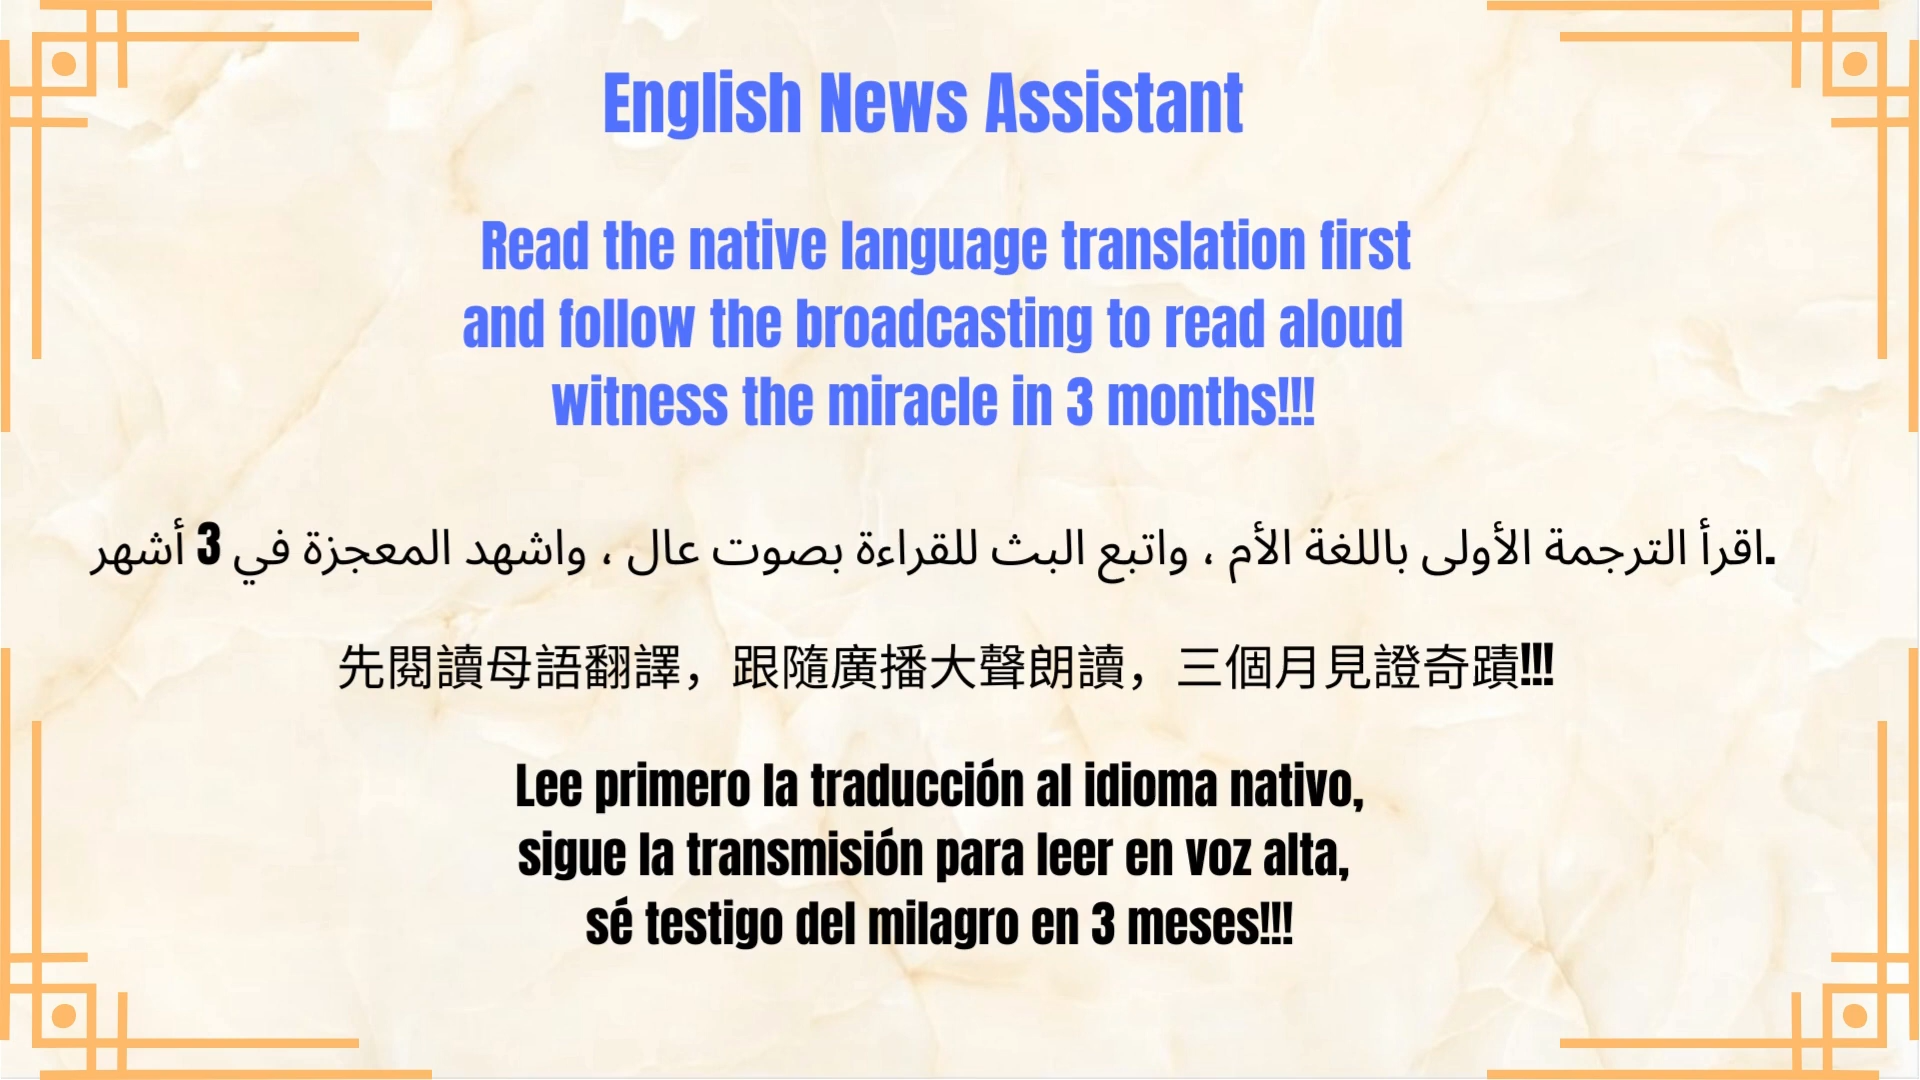 English News Assistant
Read the native language translation first
and follow the broadcasting to read aloud
witness the miracle in 3 months!!!
اقرأ الترجمة الأولى باللغة الأم ، واتبع البث للقراءة بصوت عال ، واشهد المعجزة في 3 أشهر.
先閱讀母語翻譯，跟隨廣播大聲朗讀，三個月見證奇蹟!!!
Lee primero la traducción al idioma nativo,
sigue la transmisión para leer en voz alta,
sé testigo del milagro en 3 meses!!!